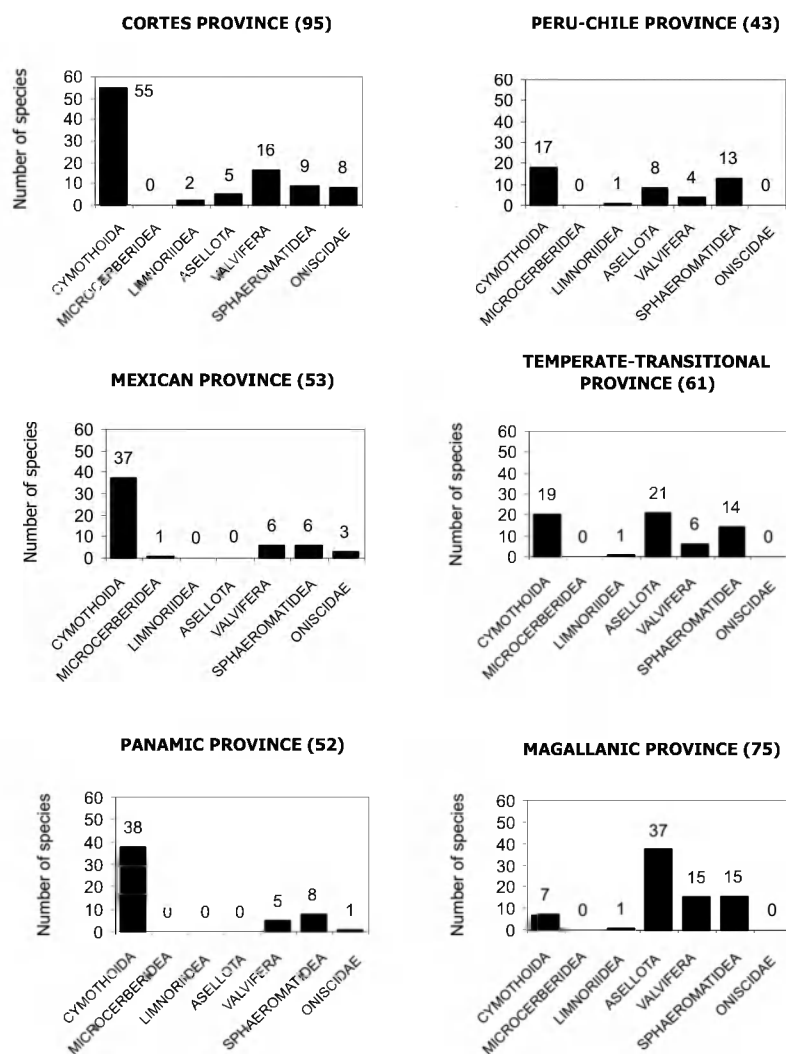 CORTES PROVINCE (95)
Number of species
60
50
40
30
20
10
0
55
0
2
5
16
9
8
CYMOTHOIDA
MICROCERBERIDEA
LIMNORIIDEA
ASELLOTA
VALVIFERA
SPHAEROMATIDEA
ONISCIDAE
PERU-CHILE PROVINCE (43)
60
50
40
30
20
10
0
17
0
1
8
4
13
0
CYMOTHOIDA
MICROCERBERIDEA
LIMNORIIDEA
ASELLOTA
VALVIFERA
SPHAEROMATIDEA
ONISCIDAE
MEXICAN PROVINCE (53)
Number of species
60
50
40
30
20
10
0
37
1
0
0
6
6
3
CYMOTHOIDA
MICROCERBERIDEA
LIMNORIIDEA
ASELLOTA
VALVIFERA
SPHAEROMATIDEA
ONISCIDAE
TEMPERATE-TRANSITIONAL
PROVINCE (61)
Number of species
60
50
40
30
20
10
0
19
0
1
21
6
14
0
CYMOTHOIDA
MICROCERBERIDEA
LIMNORIIDEA
ASELLOTA
VALVIFERA
SPHAEROMATIDEA
ONISCIDAE
PANAMIC PROVINCE (52)
Number of species
60
50
40
30
20
10
0
38
0
0
0
5
8
1
CYMOTHOIDA
MICROCERBERIDEA
LIMNORIIDEA
ASELLOTA
VALVIFERA
SPHAEROMATIDEA
ONISCIDAE
MAGALLANIC PROVINCE (75)
Number of species
60
50
40
30
20
10
0
7
0
1
37
15
15
0
CYMOTHOIDA
MICROCERBERIDEA
LIMNORIIDEA
ASELLOTA
VALVIFERA
SPHAEROMATIDEA
ONISCIDAE